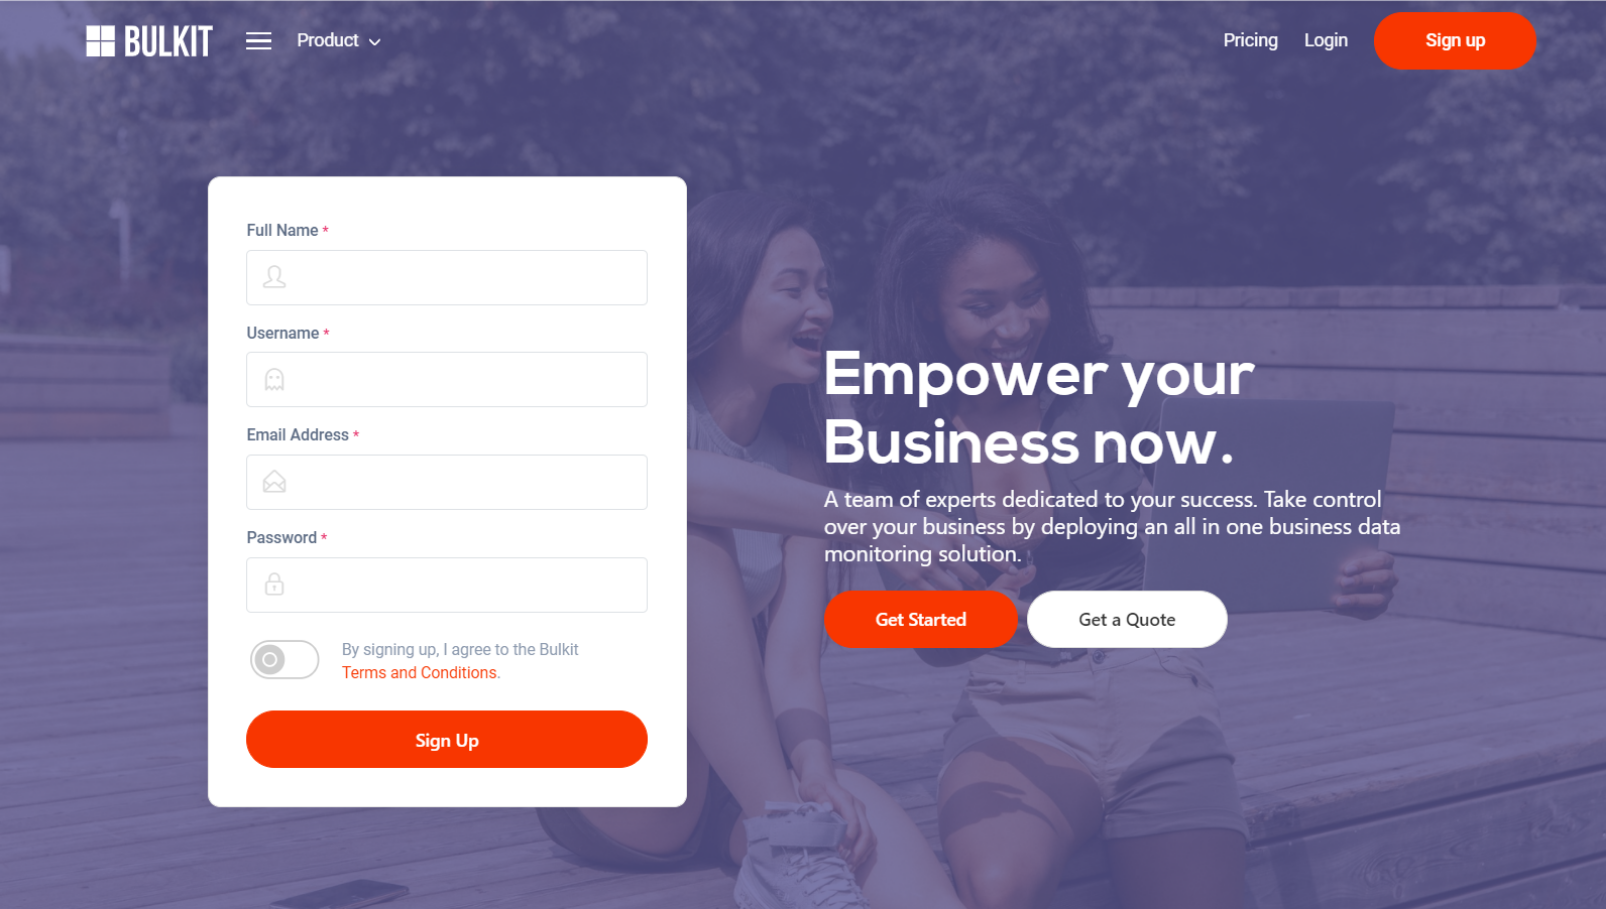 BULKIT
Product
Pricing
Login
Sign up
Full Name *
Username *
Email Address *
Password *
By signing up, I agree to the Bulkit
Terms and Conditions.
Sign Up
Empower your
Business now.
A team of experts dedicated to your success. Take control
over your business by deploying an all in one business data
monitoring solution.
Get Started
Get a Quote